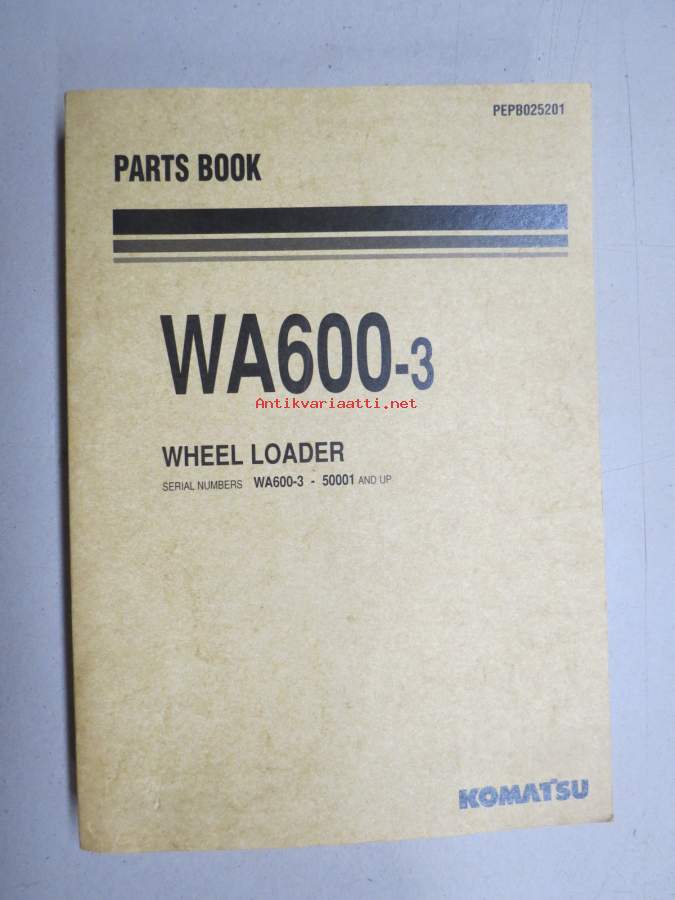 PEPB025201
PARTS BOOK
WA600-3
Antikvariaatti.net
WHEEL LOADER
SERIAL NUMBERS WA600-3 - 50001 AND UP
KOMATSU